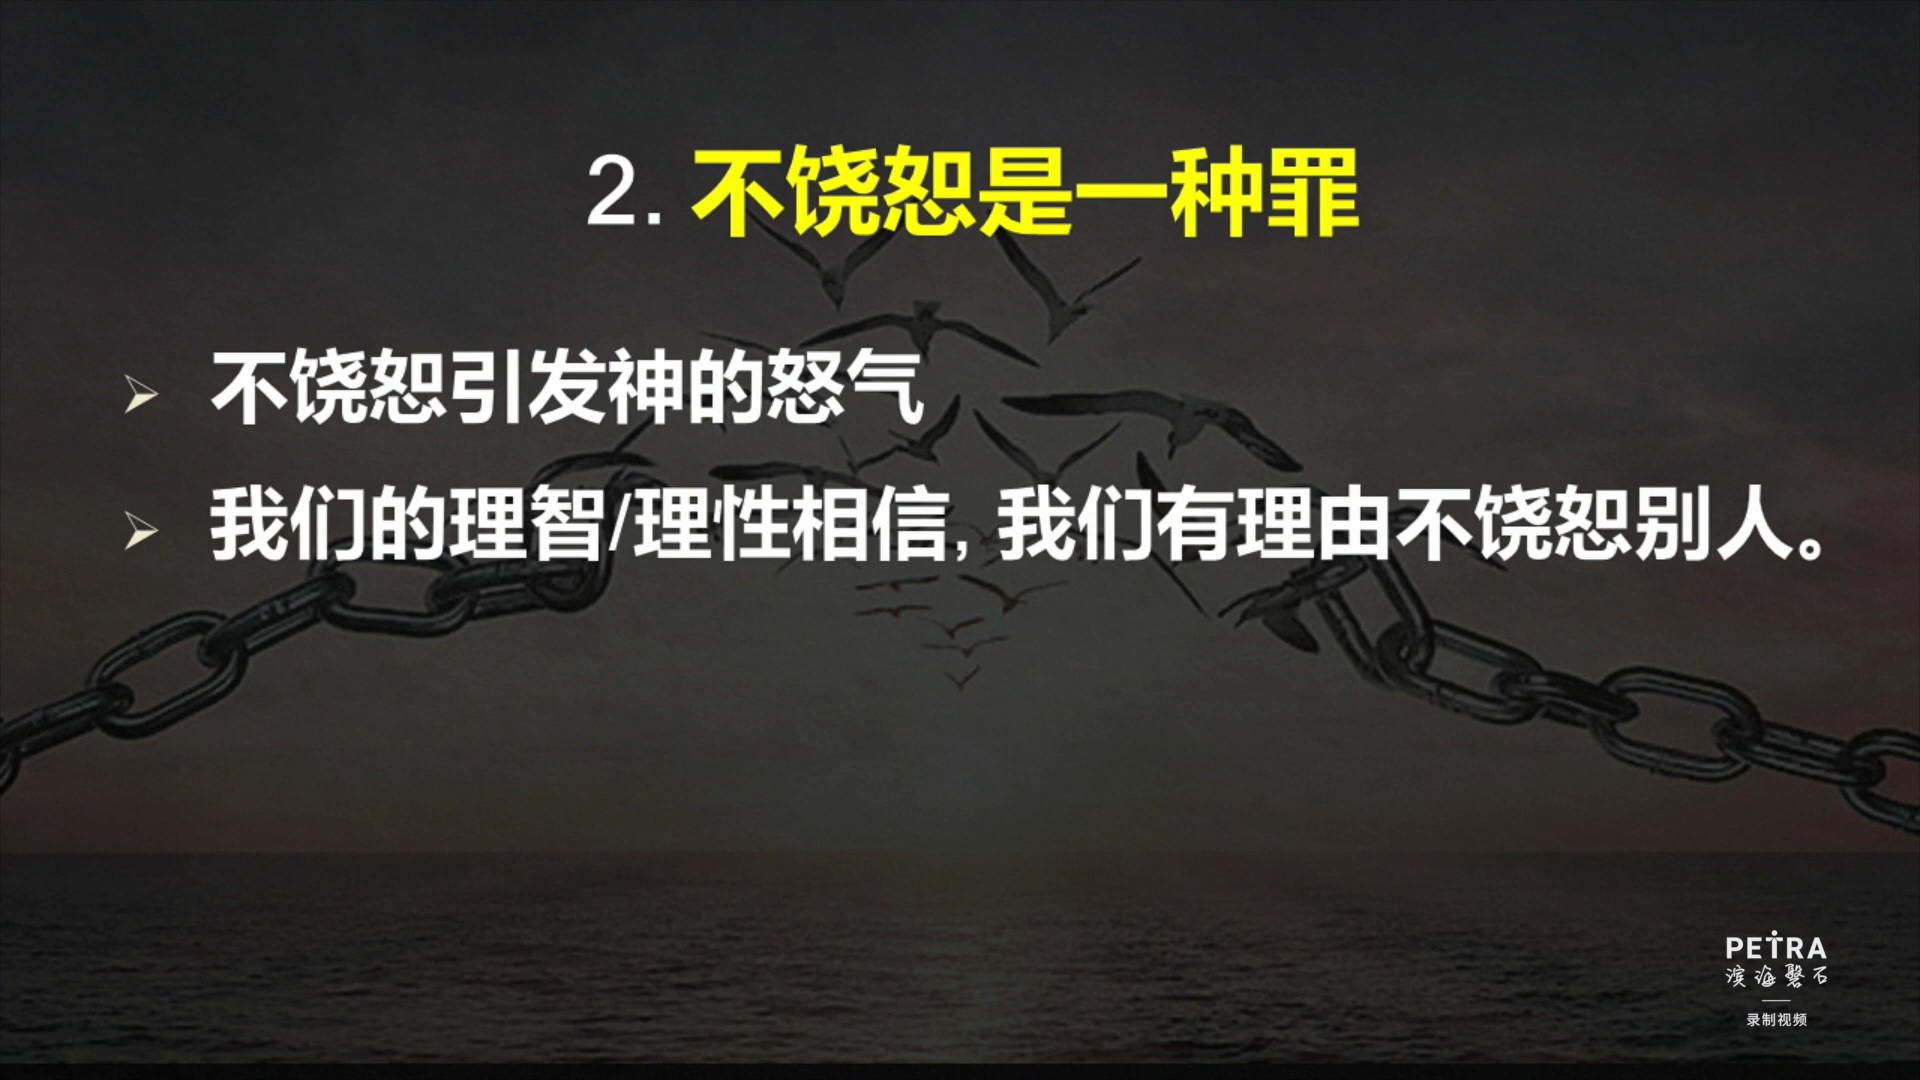 2. 不饶恕是一种罪
不饶恕引发神的怒气
我们的理智/理性相信, 我们有理由不饶恕别人。
PETRA
滨海磐石
录制视频